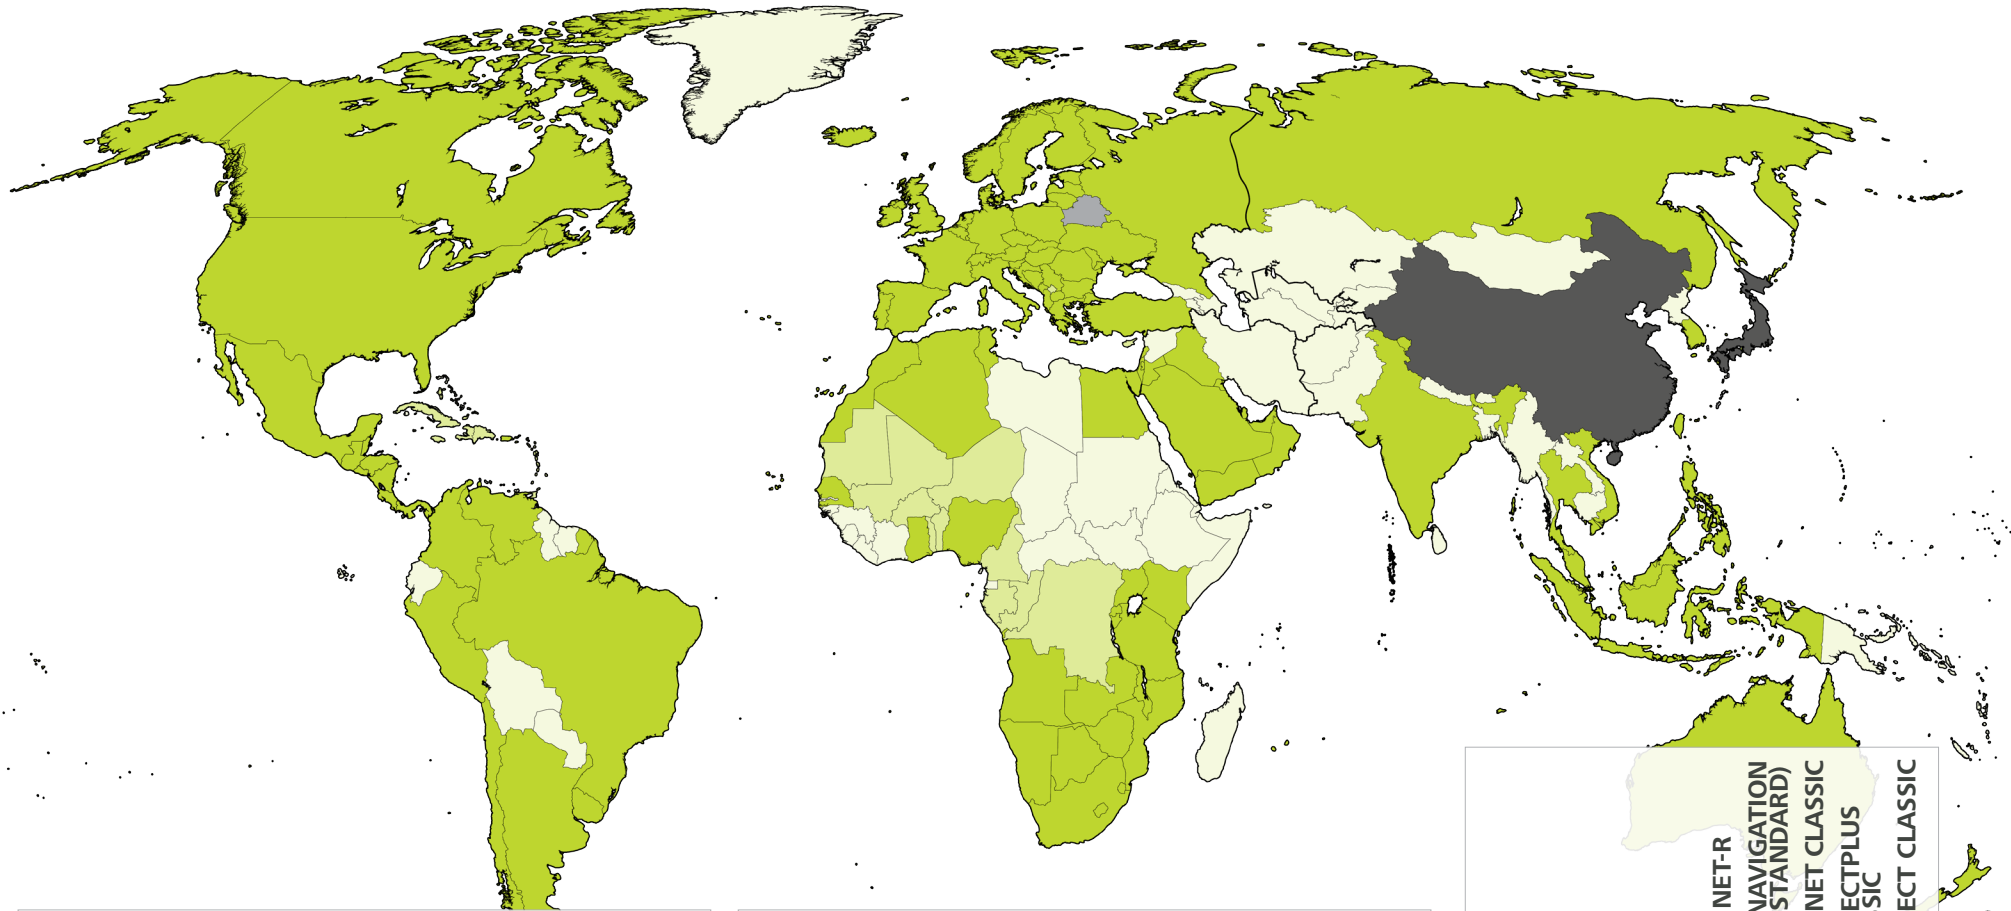 NET-R
NAVIGATION
STANDARD)
NET CLASSIC
ECTPLUS
SIC
ECT CLASSIC